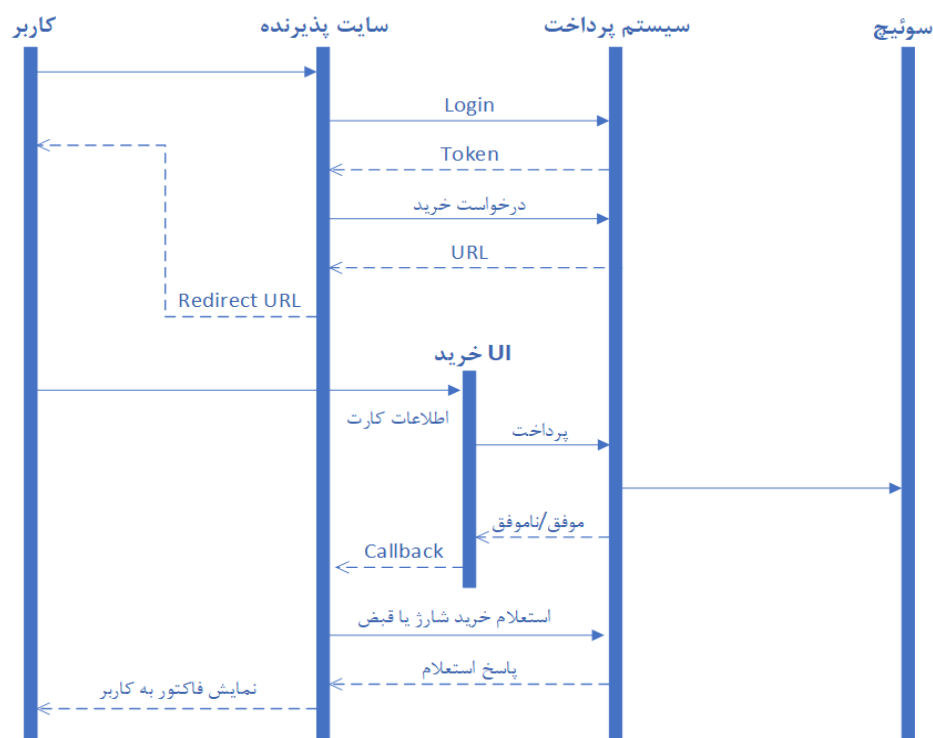 کاربر
سایت پذیرنده
سیستم پرداخت
سوئیچ
Login
Token
درخواست خرید
URL
Redirect URL
UI خرید
اطلاعات کارت
پرداخت
موفق/ناموفق
Callback
استعلام خرید شارژ یا قبض
پاسخ استعلام
نمایش فاکتور به کاربر